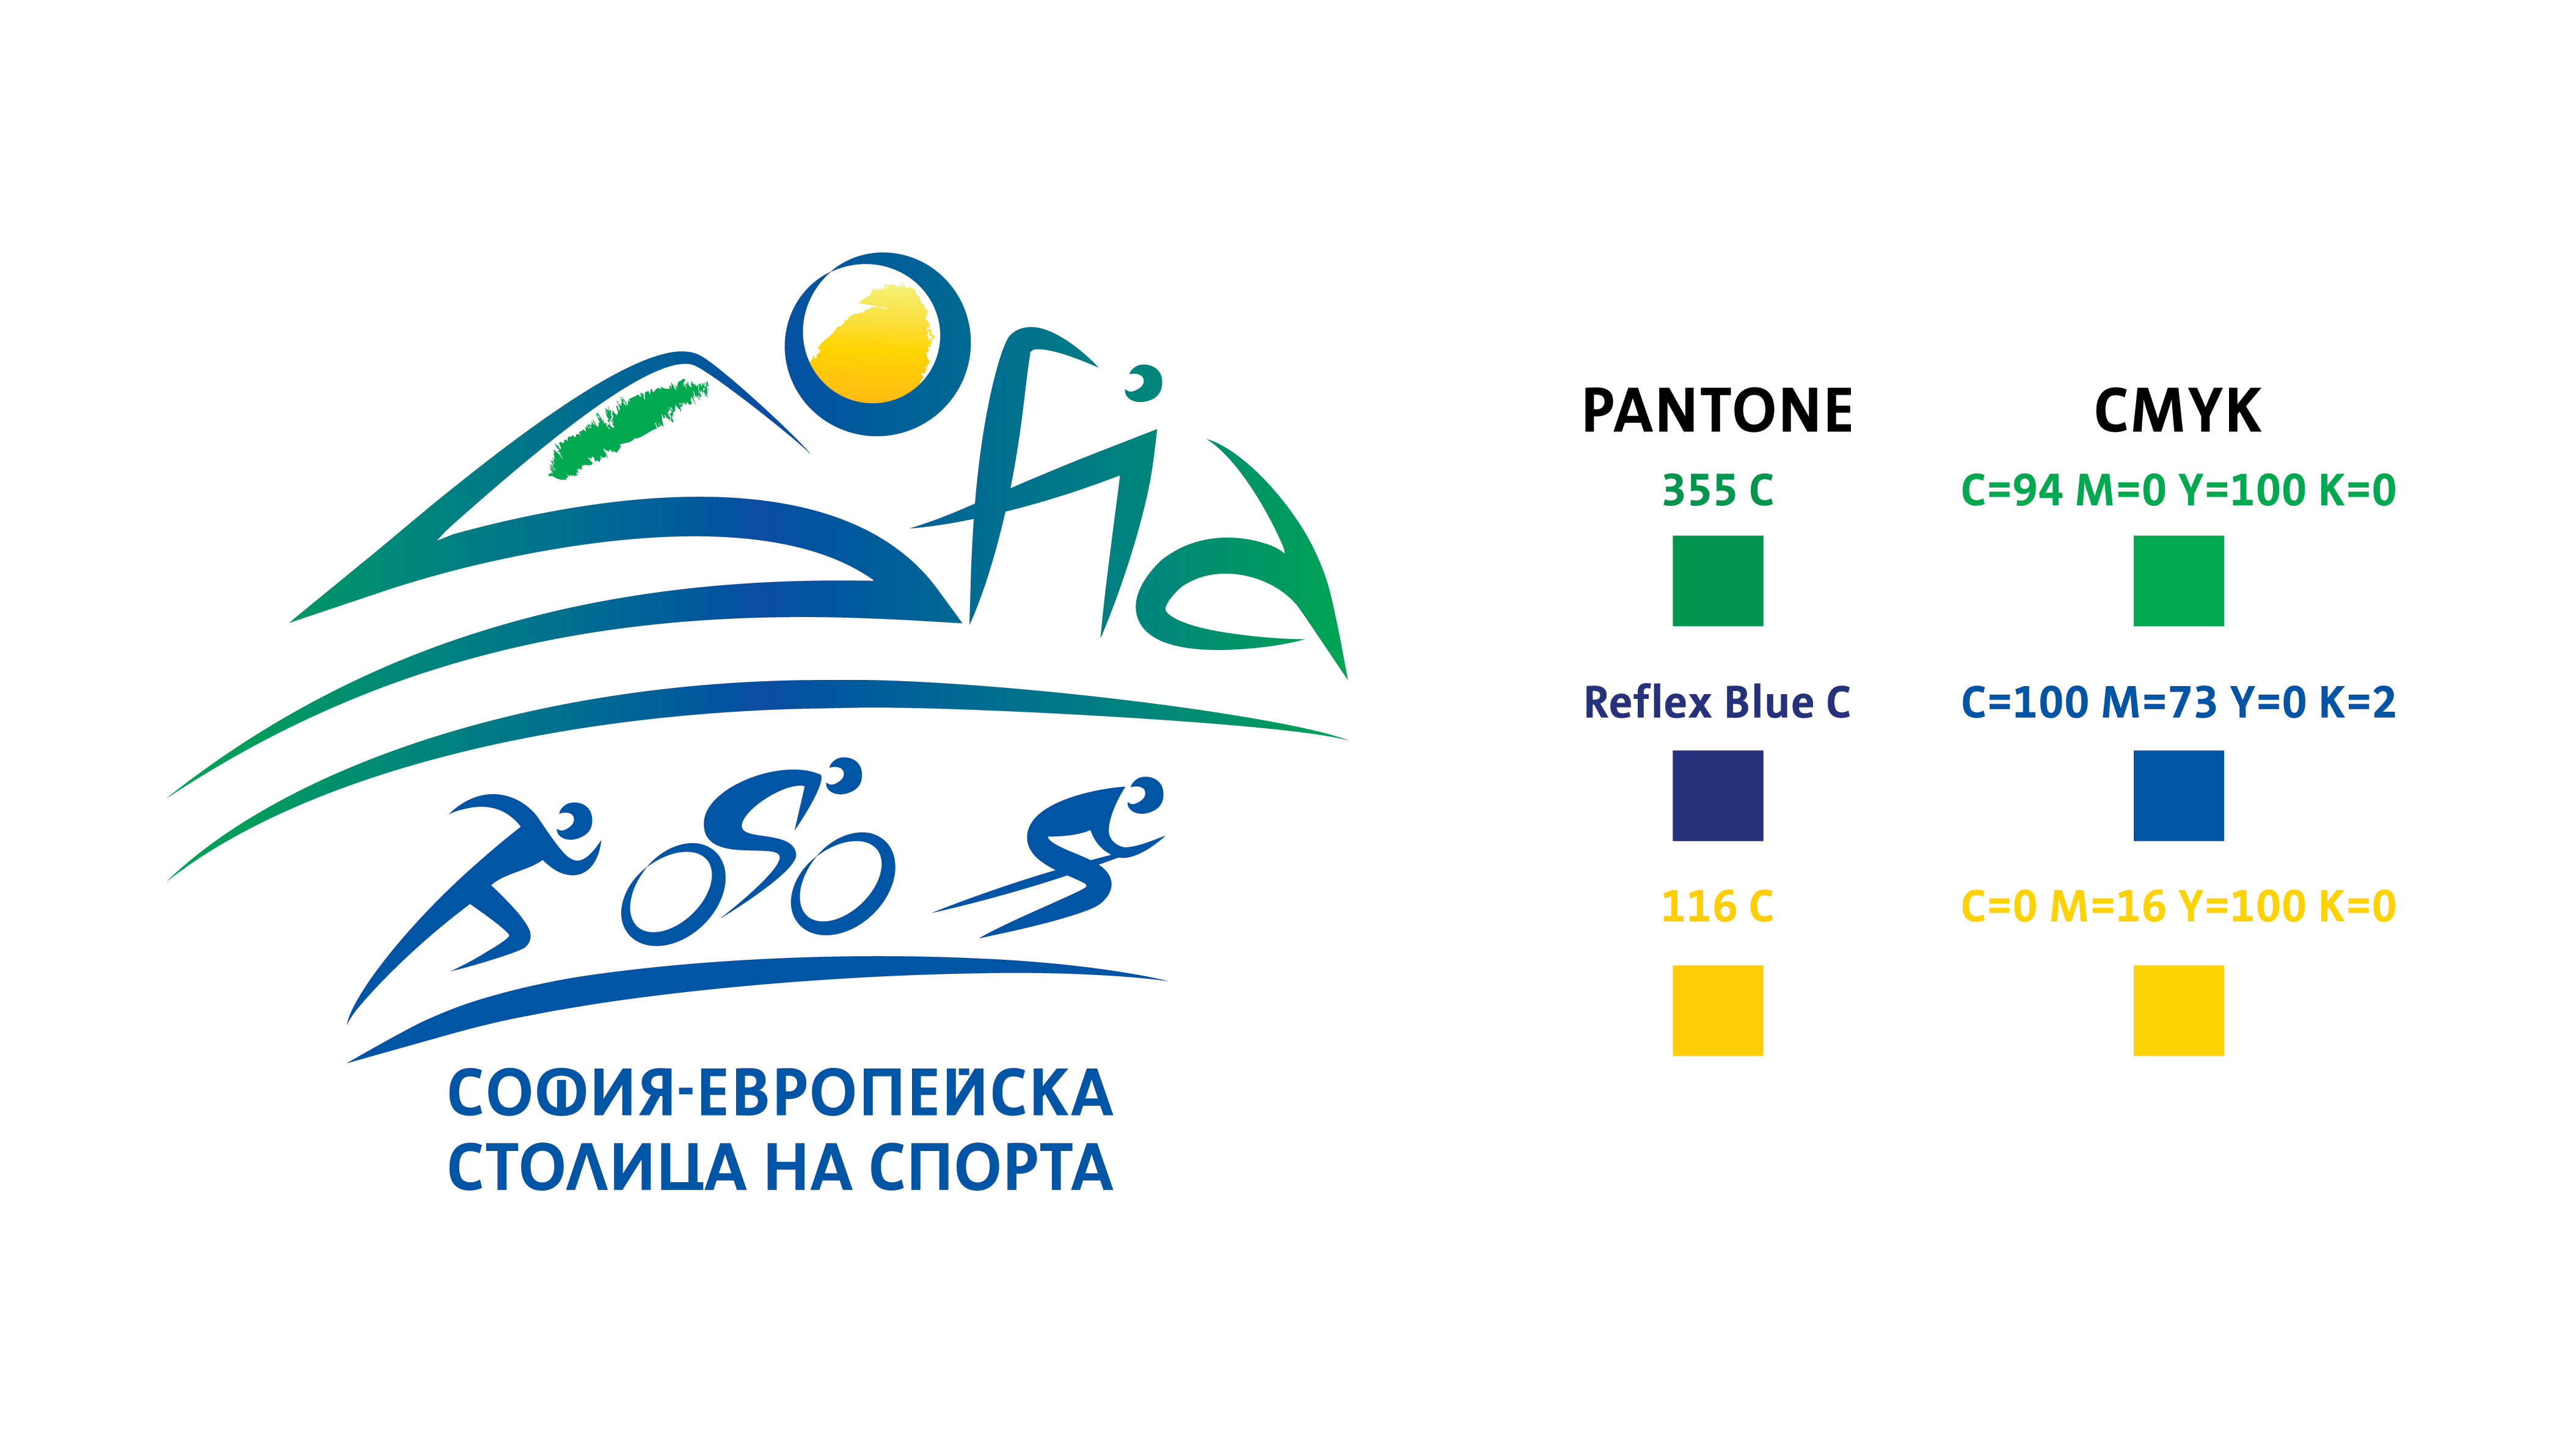 Sofia
СОФИЯ-ЕВРОПЕЙСКА
СТОЛИЦА НА СПОРТА
PANTONE
355 C
Reflex Blue C
116 C
CMYK
C=94 M=0 Y=100 K=0
C=100 M=73 Y=0 K=2
C=0 M=16 Y=100 K=0